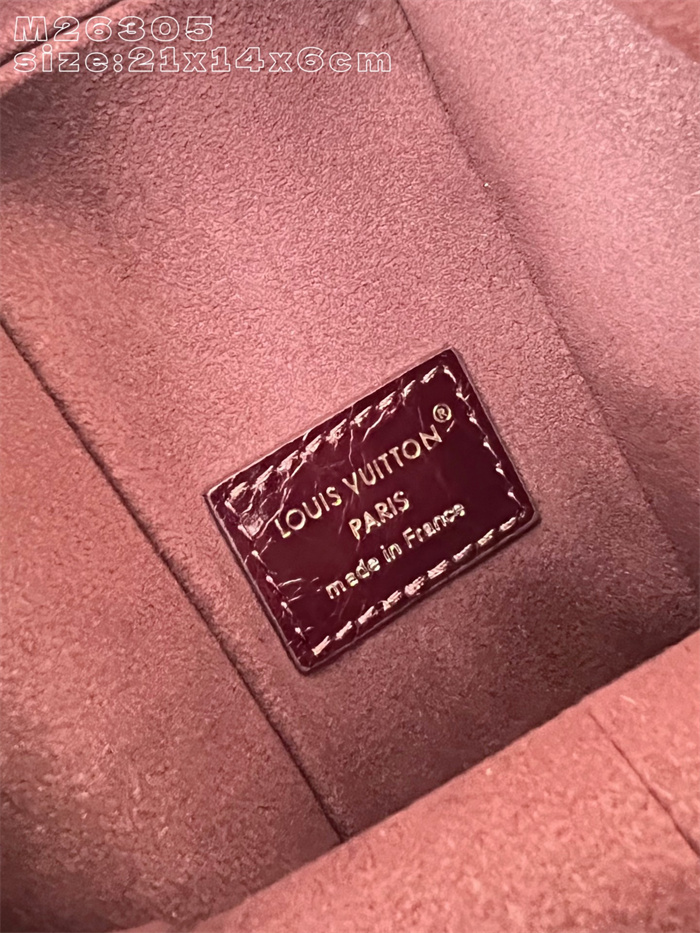 M26305
size:21x14x6cm
LOUIS VUITTON®
PARIS
made in France